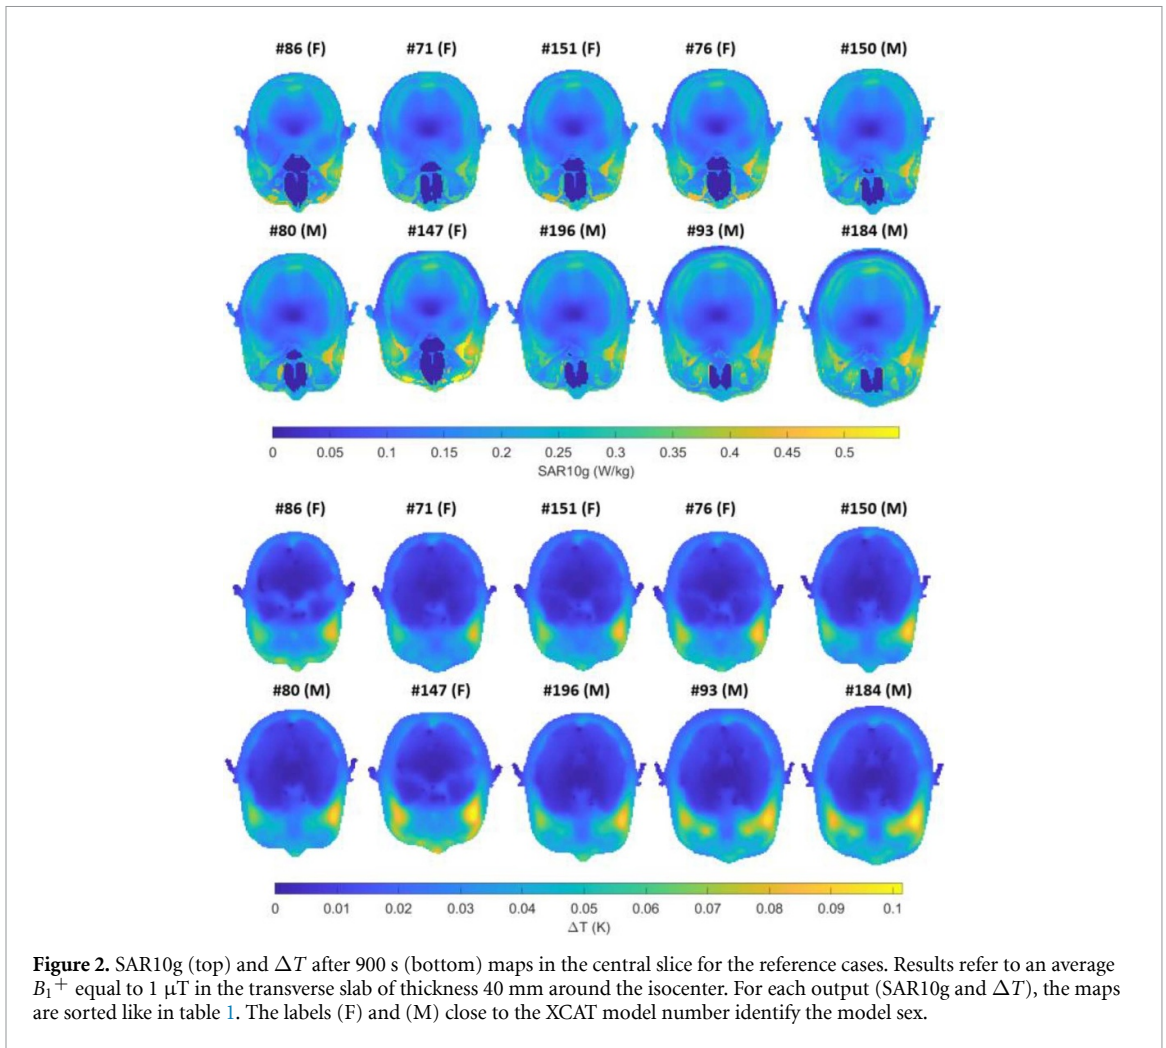 #86 (F) #71 (F) #151 (F) #76 (F) #150 (M)
#80 (M) #147 (F) #196 (M) #93 (M) #184 (M)
0 0.05 0.1 0.15 0.2 0.25 0.3 0.35 0.4 0.45 0.5
SAR10g (W/kg)
#86 (F) #71 (F) #151 (F) #76 (F) #150 (M)
#80 (M) #147 (F) #196 (M) #93 (M) #184 (M)
0 0.01 0.02 0.03 0.04 0.05 0.06 0.07 0.08 0.09 0.1
ΔT (K)
Figure 2. SAR10g (top) and ΔT after 900 s (bottom) maps in the central slice for the reference cases. Results refer to an average
B₁⁺ equal to 1 μT in the transverse slab of thickness 40 mm around the isocenter. For each output (SAR10g and ΔT), the maps
are sorted like in table 1. The labels (F) and (M) close to the XCAT model number identify the model sex.